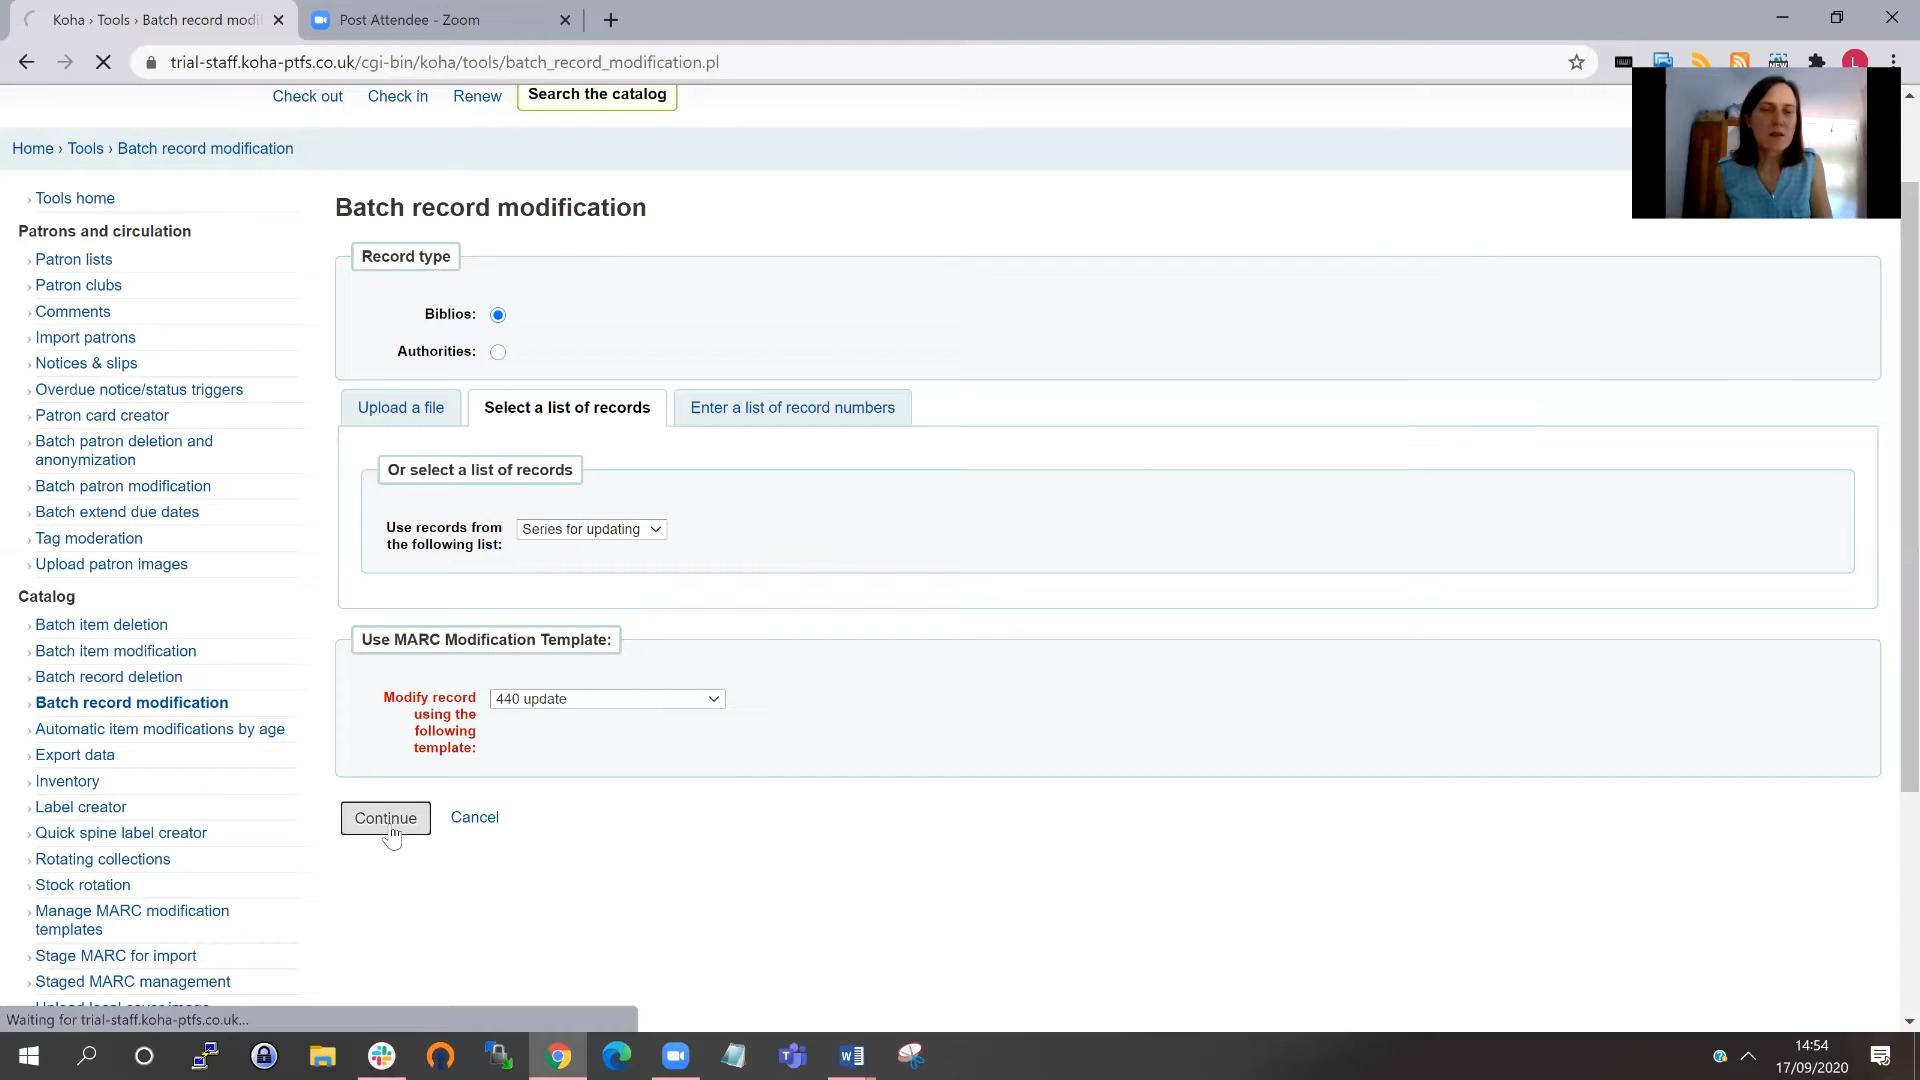 Koha › Tools › Batch record modif
Post Attendee - Zoom
trial-staff.koha-ptfs.co.uk/cgi-bin/koha/tools/batch_record_modification.pl
NEW
L
Check out
Check in
Renew
Search the catalog
Home › Tools › Batch record modification
Tools home
Patrons and circulation
Patron lists
Patron clubs
Comments
Import patrons
Notices & slips
Overdue notice/status triggers
Patron card creator
Batch patron deletion and
anonymization
Batch patron modification
Batch extend due dates
Tag moderation
Upload patron images
Catalog
Batch item deletion
Batch item modification
Batch record deletion
Batch record modification
Automatic item modifications by age
Export data
Inventory
Label creator
Quick spine label creator
Rotating collections
Stock rotation
Manage MARC modification
templates
Stage MARC for import
Staged MARC management
Upload local cover image
Batch record modification
Record type
Biblios:
Authorities:
Upload a file
Select a list of records
Enter a list of record numbers
Or select a list of records
Use records from
the following list:
Series for updating
Use MARC Modification Template:
Modify record
using the
following
template:
440 update
Continue
Cancel
Waiting for trial-staff.koha-ptfs.co.uk...
14:54
17/09/2020